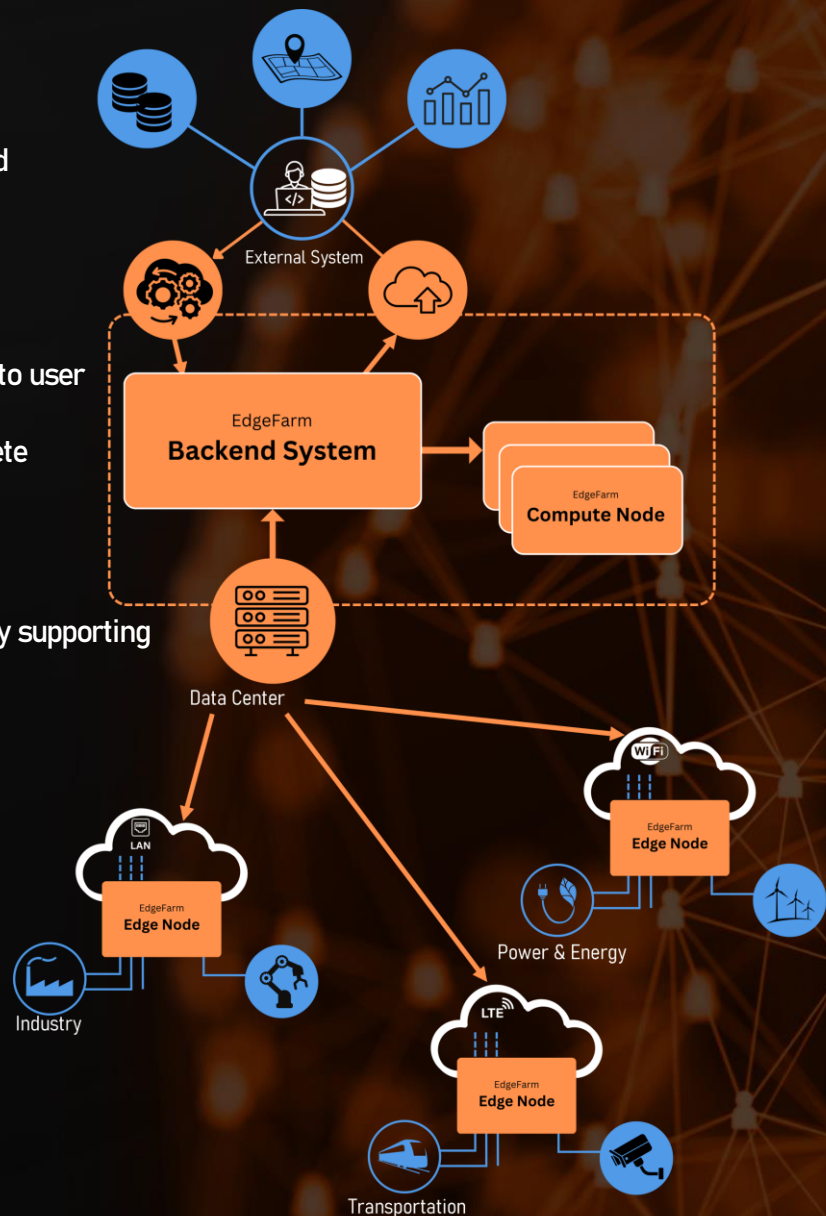 d
External System
to user
EdgeFarm
Backend System
ete
EdgeFarm
Compute Node
y supporting
Data Center
WiFi
EdgeFarm
Edge Node
LAN
EdgeFarm
Edge Node
Power & Energy
Industry
LTE
EdgeFarm
Edge Node
Transportation